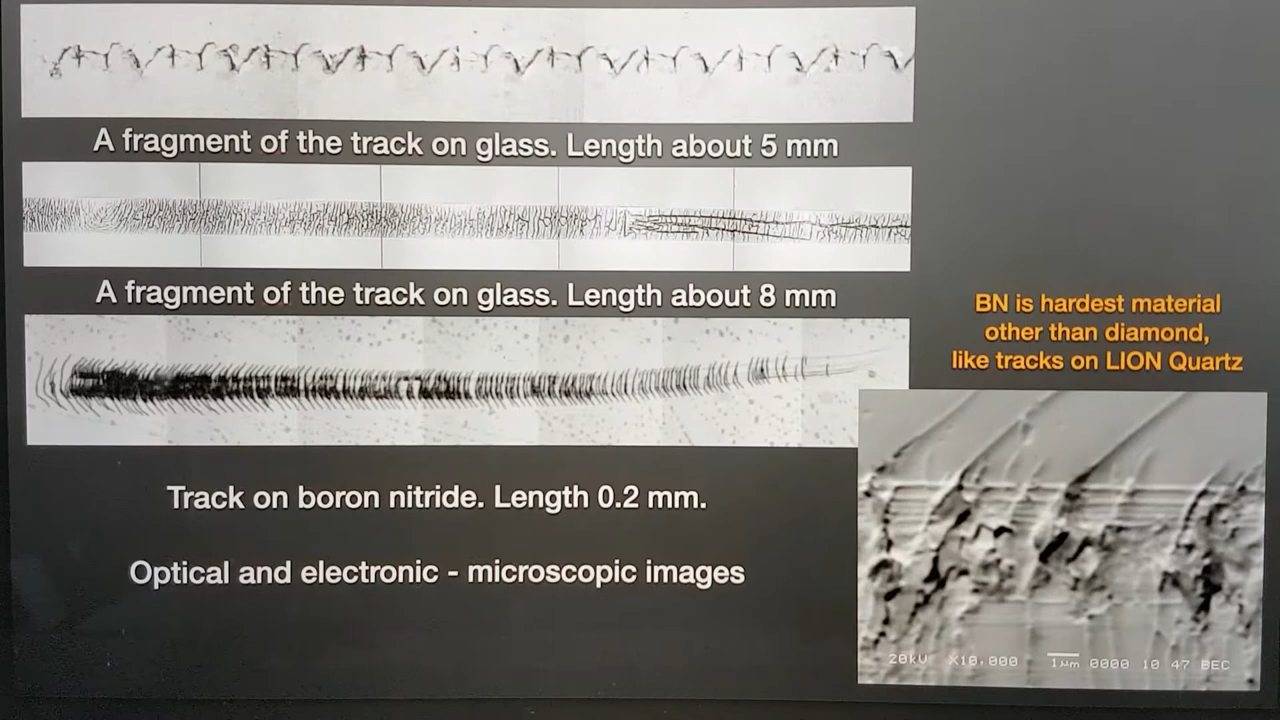 A fragment of the track on glass. Length about 5 mm
A fragment of the track on glass. Length about 8 mm
BN is hardest material
other than diamond,
like tracks on LION Quartz
Track on boron nitride. Length 0.2 mm.
Optical and electronic - microscopic images
20kU X10,000 1µm 0000 10 47 BEC